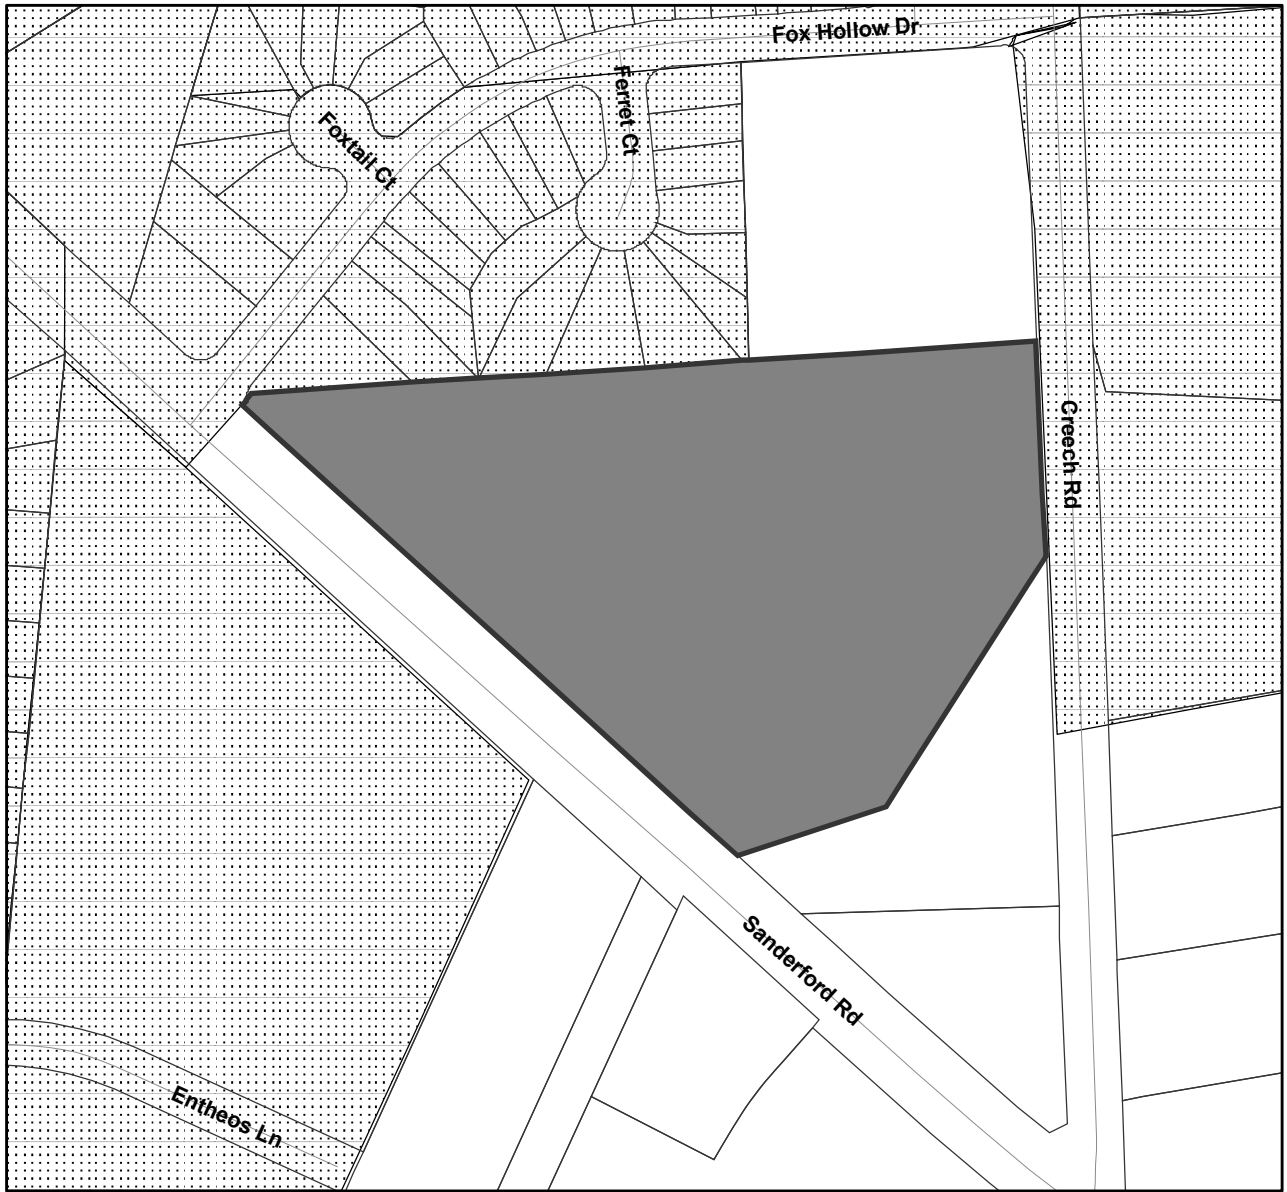 Fox Hollow Dr
Ferret Ct
Foxtail Ct
Creech Rd
Sanderford Rd
Entheos Ln